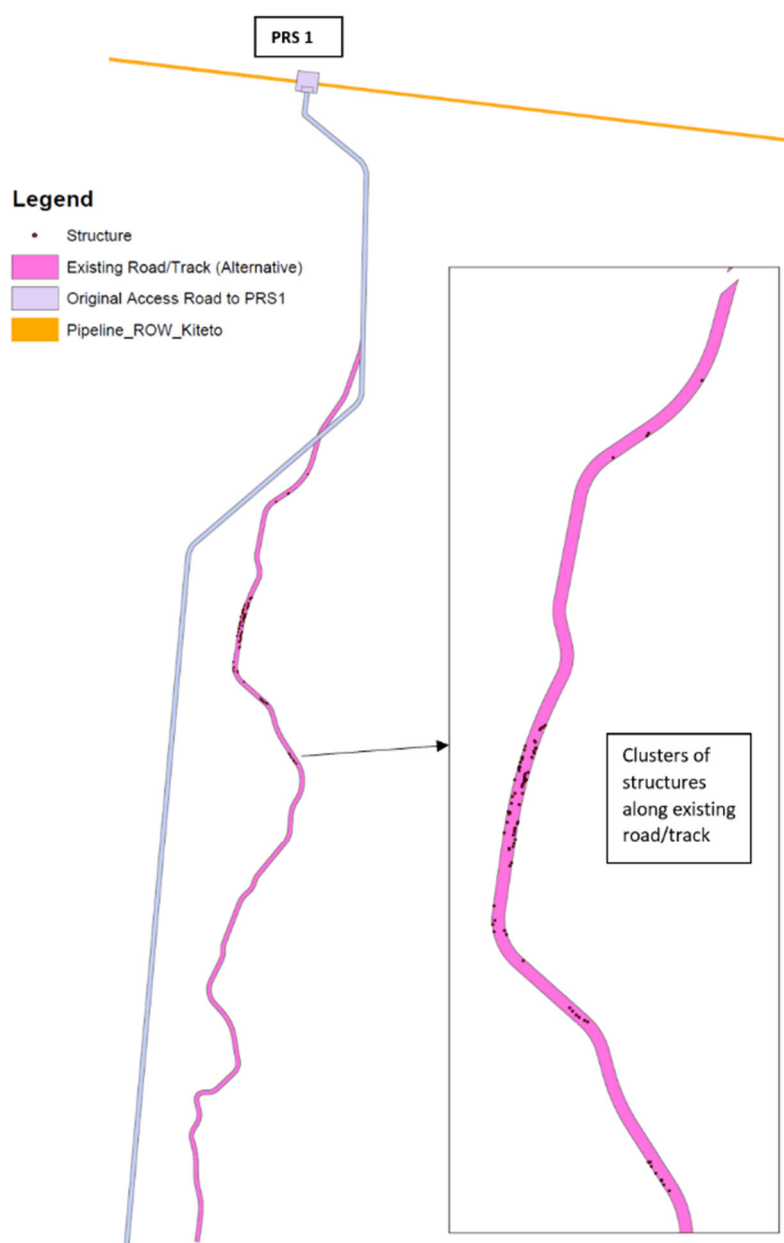 PRS 1
Legend
Structure
Existing Road/Track (Alternative)
Original Access Road to PRS1
Pipeline_ROW_Kiteto
Clusters of
structures
along existing
road/track